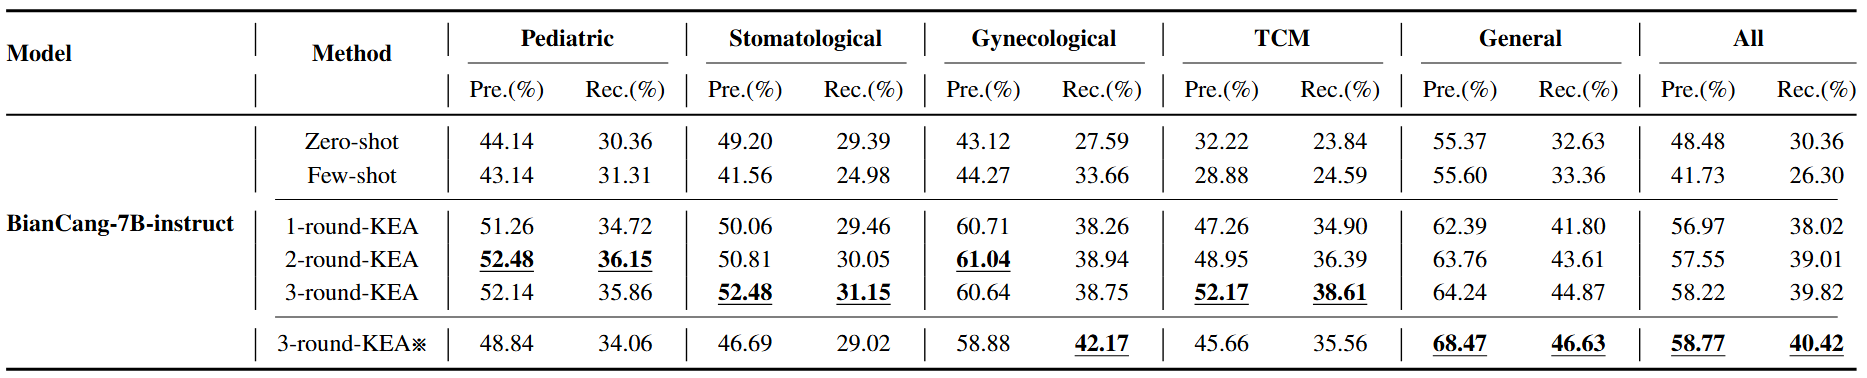 Model Method Pediatric Stomatological Gynecological TCM General All
Pre.(%) Rec.(%) Pre.(%) Rec.(%) Pre.(%) Rec.(%) Pre.(%) Rec.(%) Pre.(%) Rec.(%) Pre.(%) Rec.(%)
BianCang-7B-instruct
Zero-shot 44.14 30.36 49.20 29.39 43.12 27.59 32.22 23.84 55.37 32.63 48.48 30.36
Few-shot 43.14 31.31 41.56 24.98 44.27 33.66 28.88 24.59 55.60 33.36 41.73 26.30
1-round-KEA 51.26 34.72 50.06 29.46 60.71 38.26 47.26 34.90 62.39 41.80 56.97 38.02
2-round-KEA 52.48 36.15 50.81 30.05 61.04 38.94 48.95 36.39 63.76 43.61 57.55 39.01
3-round-KEA 52.14 35.86 52.48 31.15 60.64 38.75 52.17 38.61 64.24 44.87 58.22 39.82
3-round-KEA※ 48.84 34.06 46.69 29.02 58.88 42.17 45.66 35.56 68.47 46.63 58.77 40.42